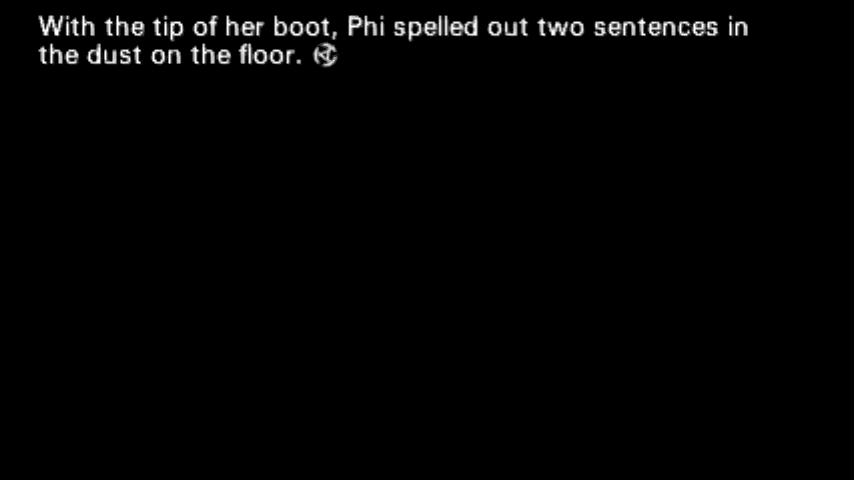 With the tip of her boot, Phi spelled out two sentences in
the dust on the floor.